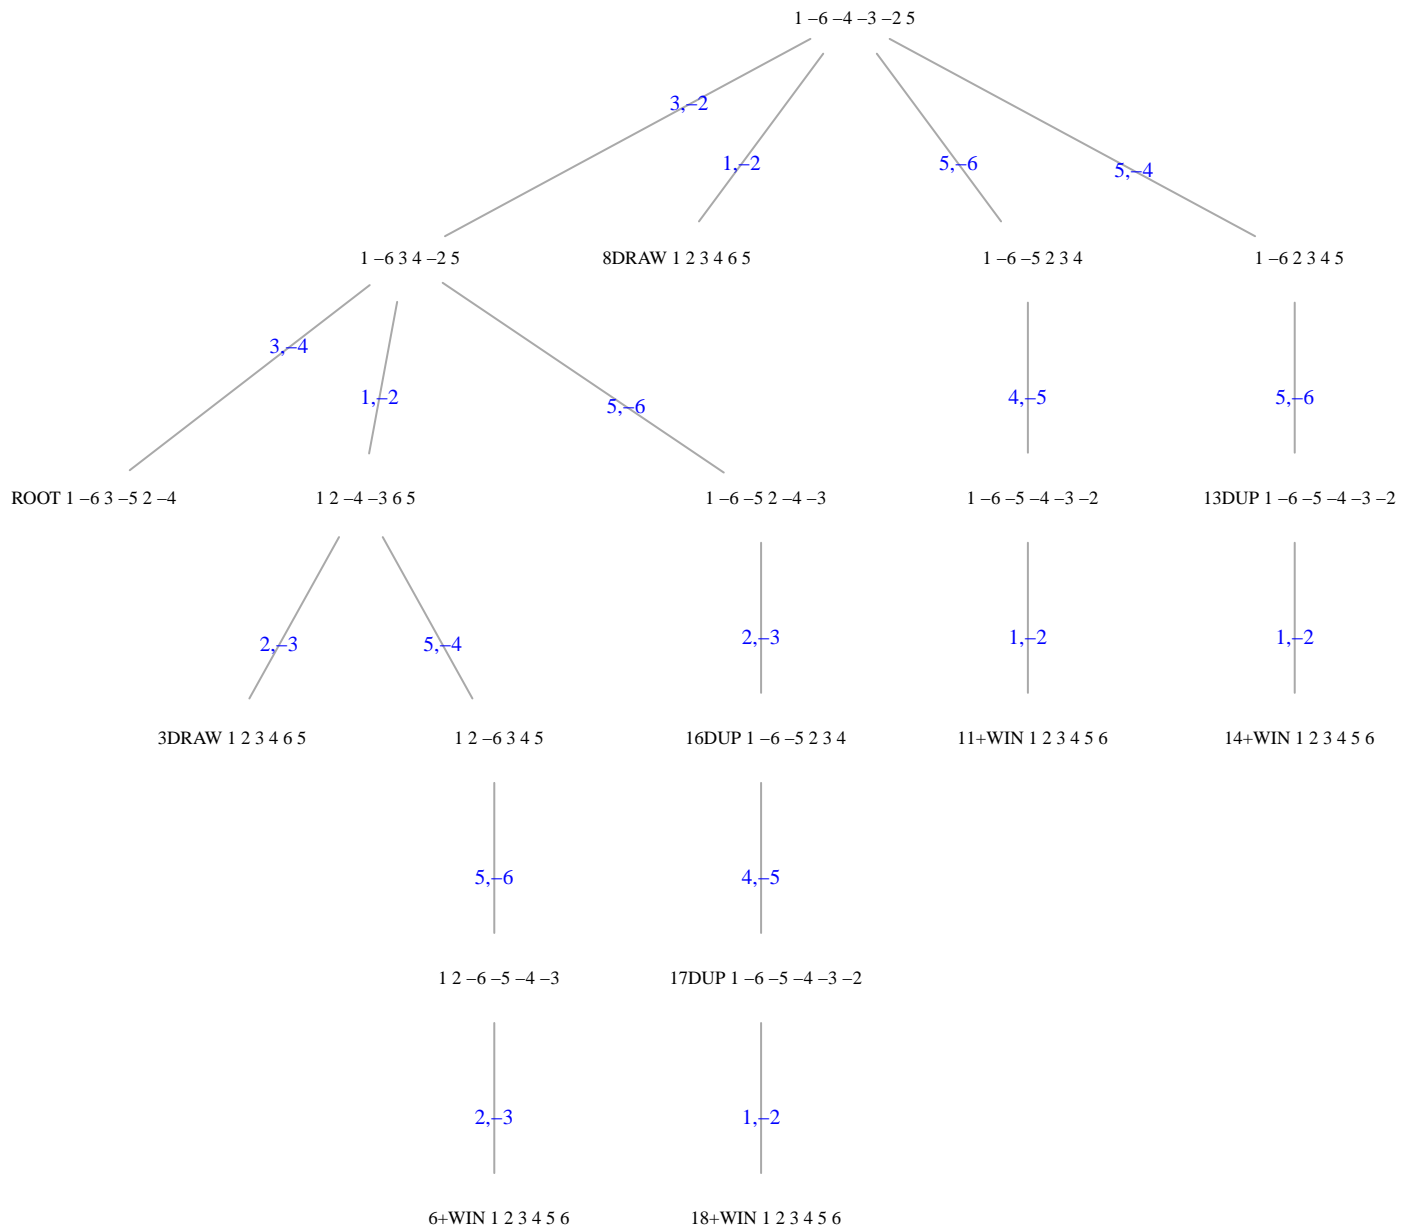 1 –6 –4 –3 –2 5
3,–2
1,–2
5,–6
5,–4
1 –6 3 4 –2 5
8DRAW 1 2 3 4 6 5
1 –6 –5 2 3 4
1 –6 2 3 4 5
3,–4
1,–2
5,–6
4,–5
5,–6
ROOT 1 –6 3 –5 2 –4
1 2 –4 –3 6 5
1 –6 –5 2 –4 –3
1 –6 –5 –4 –3 –2
13DUP 1 –6 –5 –4 –3 –2
2,–3
5,–4
2,–3
1,–2
1,–2
3DRAW 1 2 3 4 6 5
1 2 –6 3 4 5
16DUP 1 –6 –5 2 3 4
11+WIN 1 2 3 4 5 6
14+WIN 1 2 3 4 5 6
5,–6
4,–5
1 2 –6 –5 –4 –3
17DUP 1 –6 –5 –4 –3 –2
2,–3
1,–2
6+WIN 1 2 3 4 5 6
18+WIN 1 2 3 4 5 6